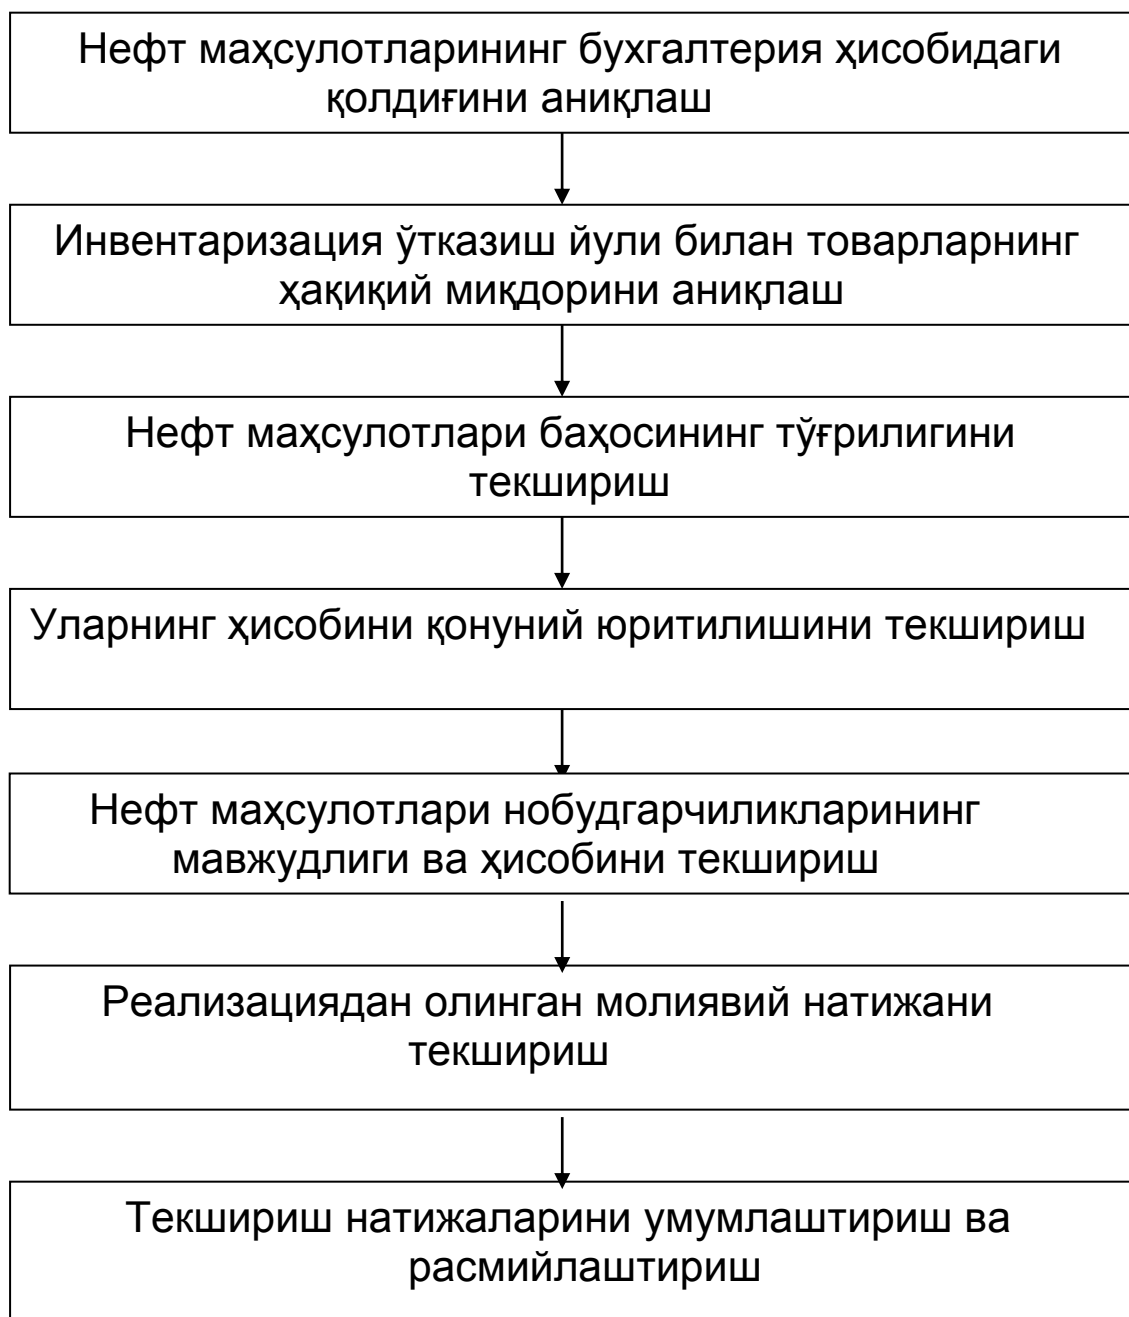 Нефт маҳсулотларининг бухгалтерия ҳисобидаги
қолдиғини аниқлаш
Инвентаризация ўтказиш йули билан товарларнинг
ҳақиқий миқдорини аниқлаш
Нефт маҳсулотлари баҳосининг тўғрилигини
текшириш
Уларнинг ҳисобини қонуний юритилишини текшириш
Нефт маҳсулотлари нобудгарчиликларининг
мавжудлиги ва ҳисобини текшириш
Реализациядан олинган молиявий натижани
текшириш
Текшириш натижаларини умумлаштириш ва
расмийлаштириш